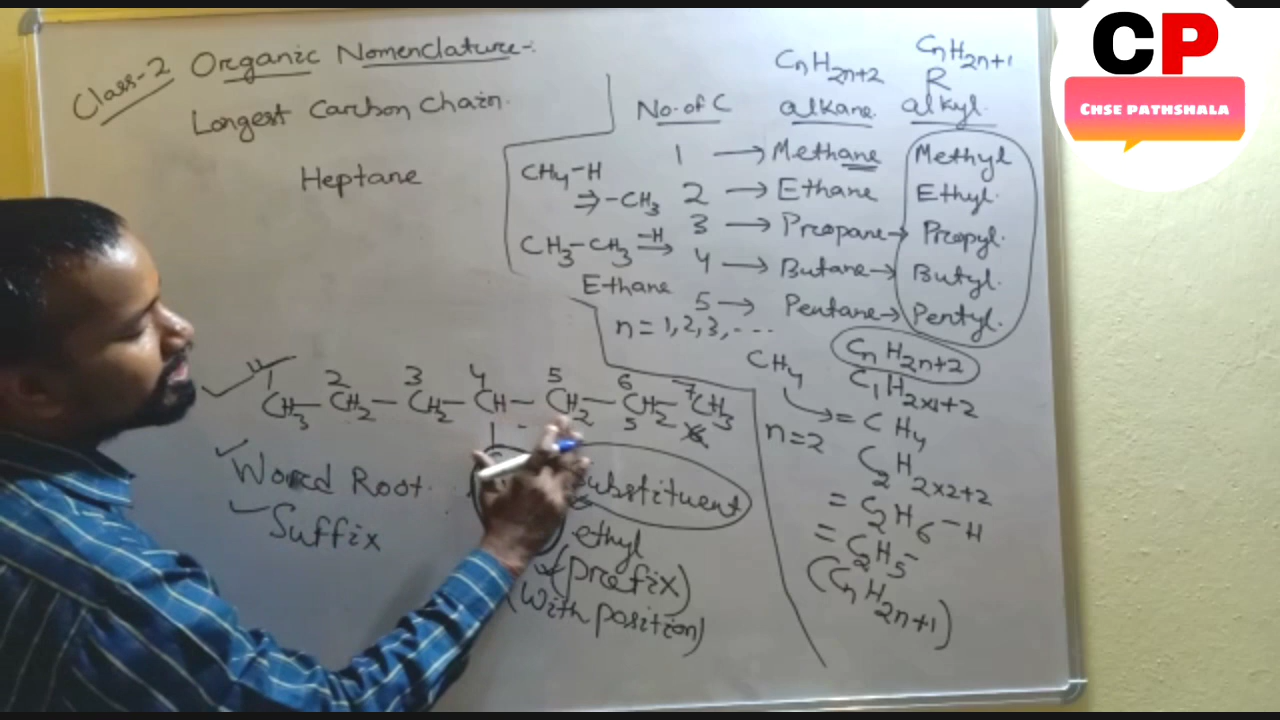 Class-2 Organic Nomenclature-:
Longest Carbon Chain.
Heptane
CnH2n+2 CnH2n+1
R
No. of C alkane alkyl.
1 → Methane Methyl
2 → Ethane Ethyl.
3 → Propane → Propyl.
4 → Butane → Butyl.
5 → Pentane → Pentyl.
CH4-H
⇒ -CH3
CH3-CH3 -H ⇒
Ethane
n = 1, 2, 3, ----
1 2 3 4 5 6 7
CH3-CH2-CH2-CH-CH2-CH2-CH3
5
Word Root.
Suffix
substituent
ethyl
(prefix)
(With position)
CnH2n+2
CH4 C1H2×1+2
= CH4
n=2
C2H2×2+2
= C2H6-H
= C2H5-
(CnH2n+1)
CP
CHSE PATHSHALA